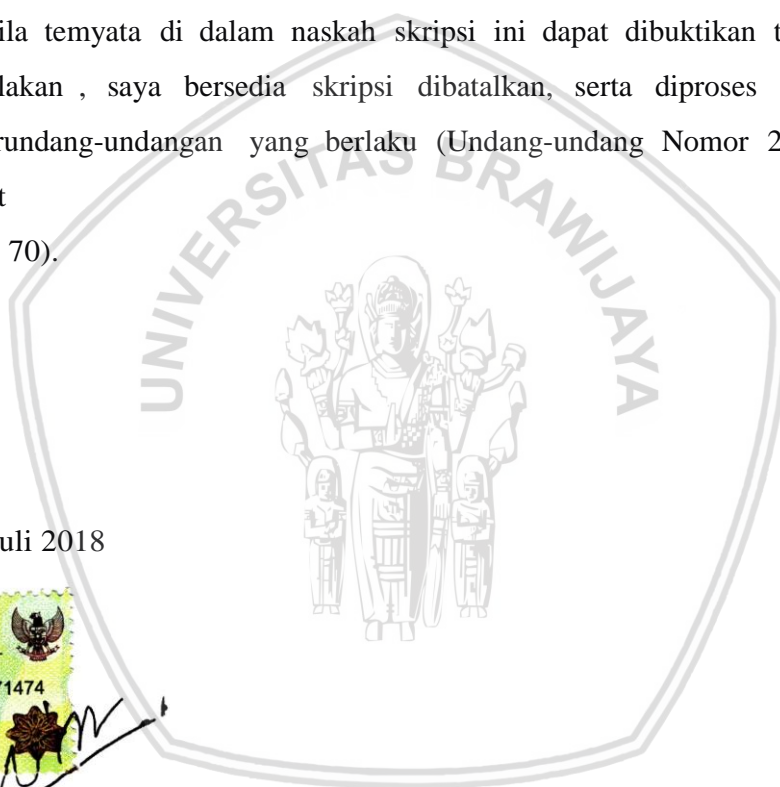 ila temyata di dalam naskah skripsi ini dapat dibuktikan t
lakan , saya bersedia skripsi dibatalkan, serta diproses
rundang-undangan yang berlaku (Undang-undang Nomor 2
t
70).
UNIVERSITAS BRAWIJAYA
uli 2018
71474